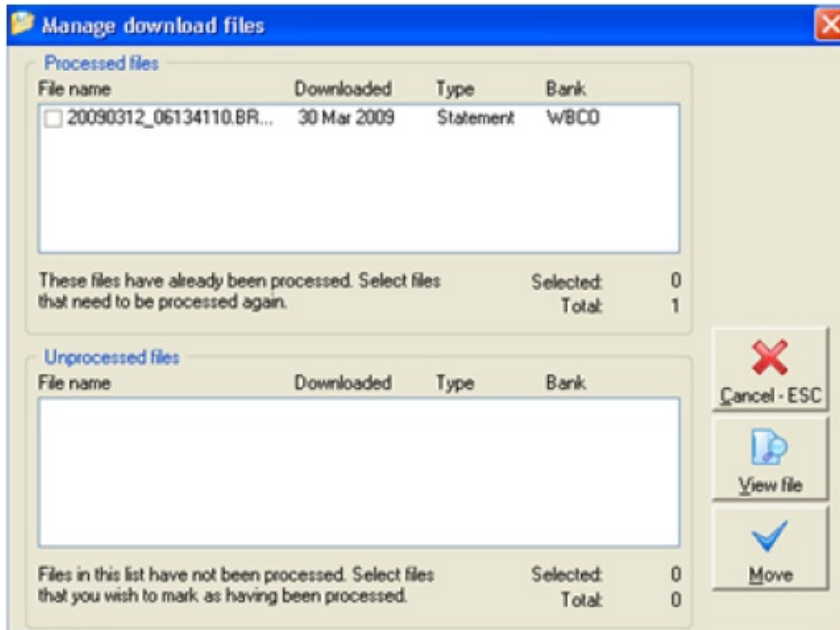 Manage download files
Processed files
File name Downloaded Type Bank
20090312_06134110.BR... 30 Mar 2009 Statement WBCO
These files have already been processed. Select files
that need to be processed again.
Selected: 0
Total: 1
Unprocessed files
File name Downloaded Type Bank
Files in this list have not been processed. Select files
that you wish to mark as having been processed.
Selected: 0
Total: 0
Cancel - ESC
View file
Move